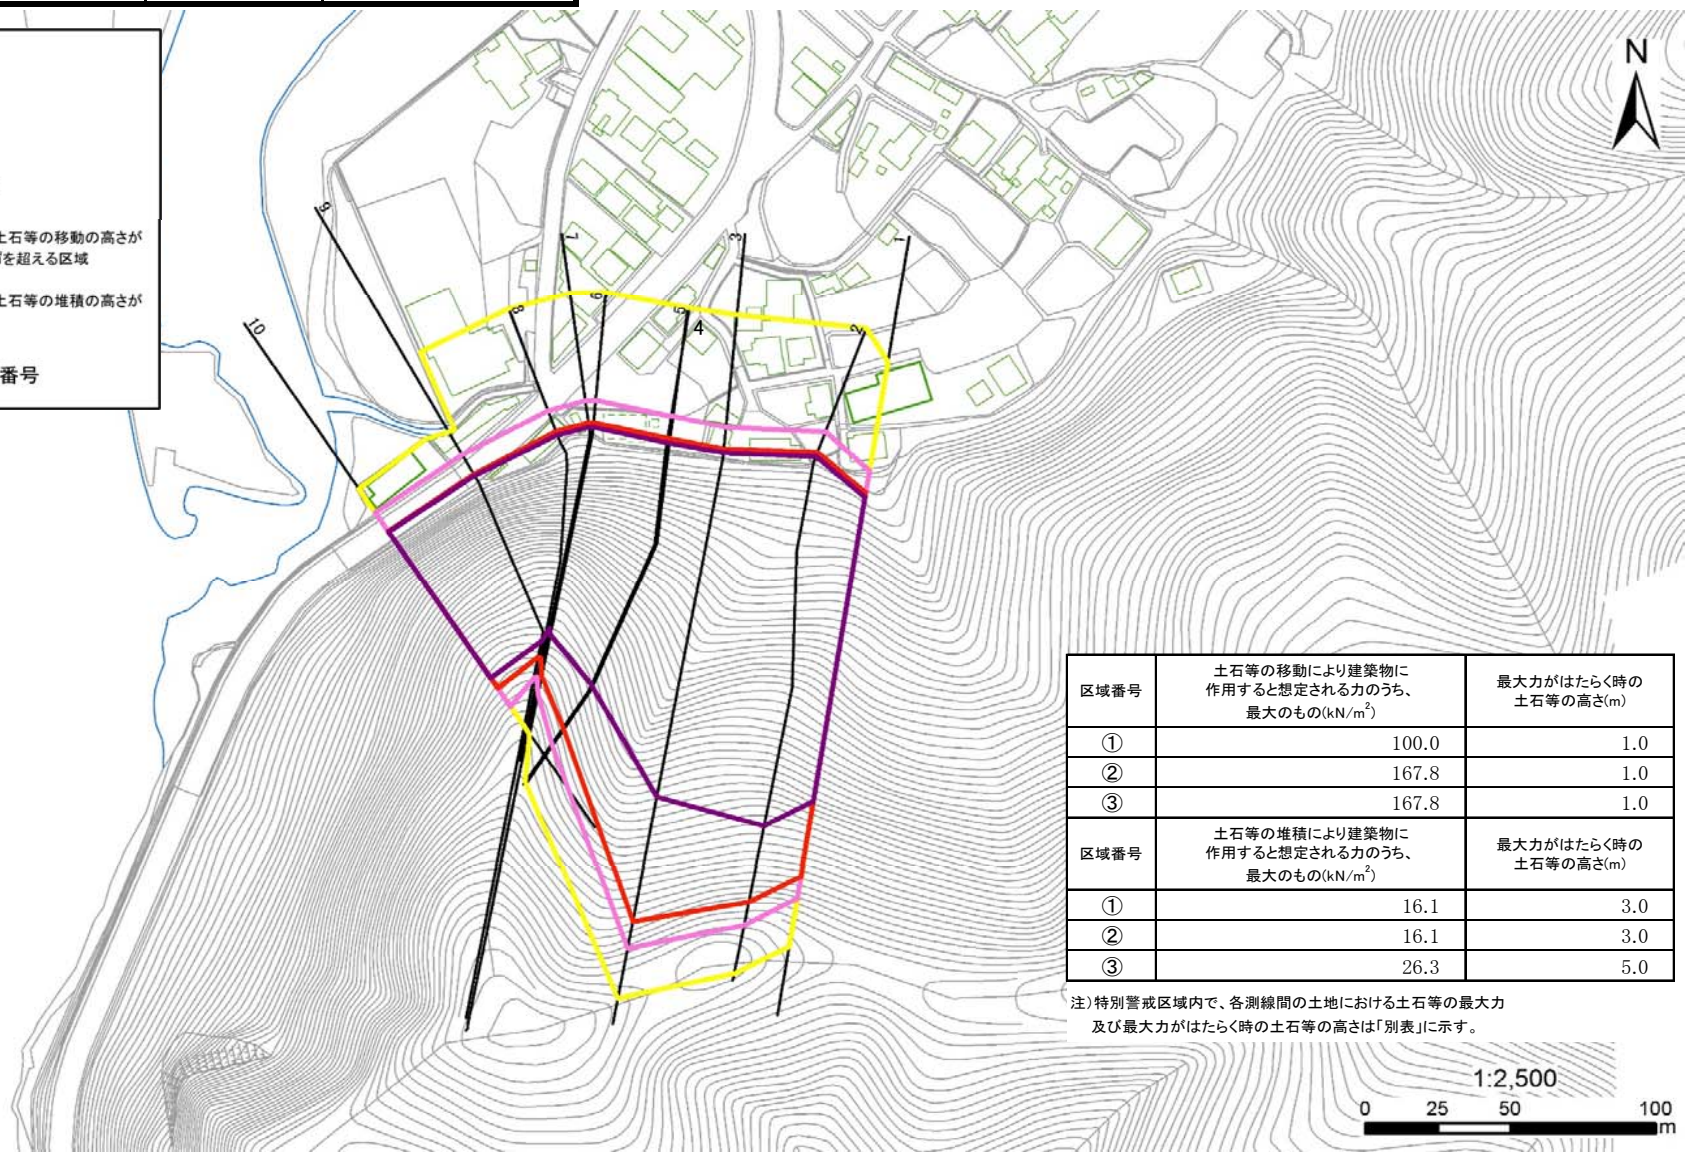 土石等の移動の高さが
を超える区域
土石等の堆積の高さが
番号
N
9
7
3
1
10
8
6
5
4
2
区域番号 土石等の移動により建築物に作用すると想定される力のうち、最大のもの(kN/m²) 最大力がはたらく時の土石等の高さ(m)
① 100.0 1.0
② 167.8 1.0
③ 167.8 1.0
区域番号 土石等の堆積により建築物に作用すると想定される力のうち、最大のもの(kN/m²) 最大力がはたらく時の土石等の高さ(m)
① 16.1 3.0
② 16.1 3.0
③ 26.3 5.0
注)特別警戒区域内で、各測線間の土地における土石等の最大力
及び最大力がはたらく時の土石等の高さは「別表」に示す。
1:2,500
0 25 50 100
m